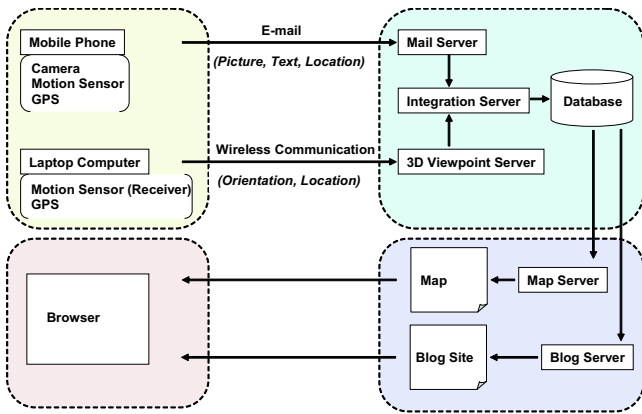 Mobile Phone
Camera
Motion Sensor
GPS
E-mail
(Picture, Text, Location)
Mail Server
Integration Server
Database
Laptop Computer
Motion Sensor (Receiver)
GPS
Wireless Communication
(Orientation, Location)
3D Viewpoint Server
Browser
Map
Map Server
Blog Site
Blog Server